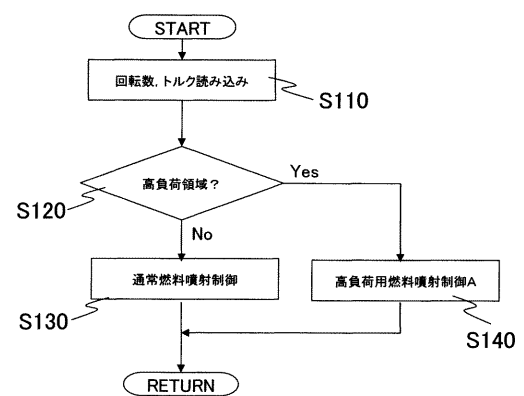 START
回転数,トルク読み込み
S110
高負荷領域?
Yes
S120
No
通常燃料噴射制御
高負荷用燃料噴射制御A
S130
S140
RETURN